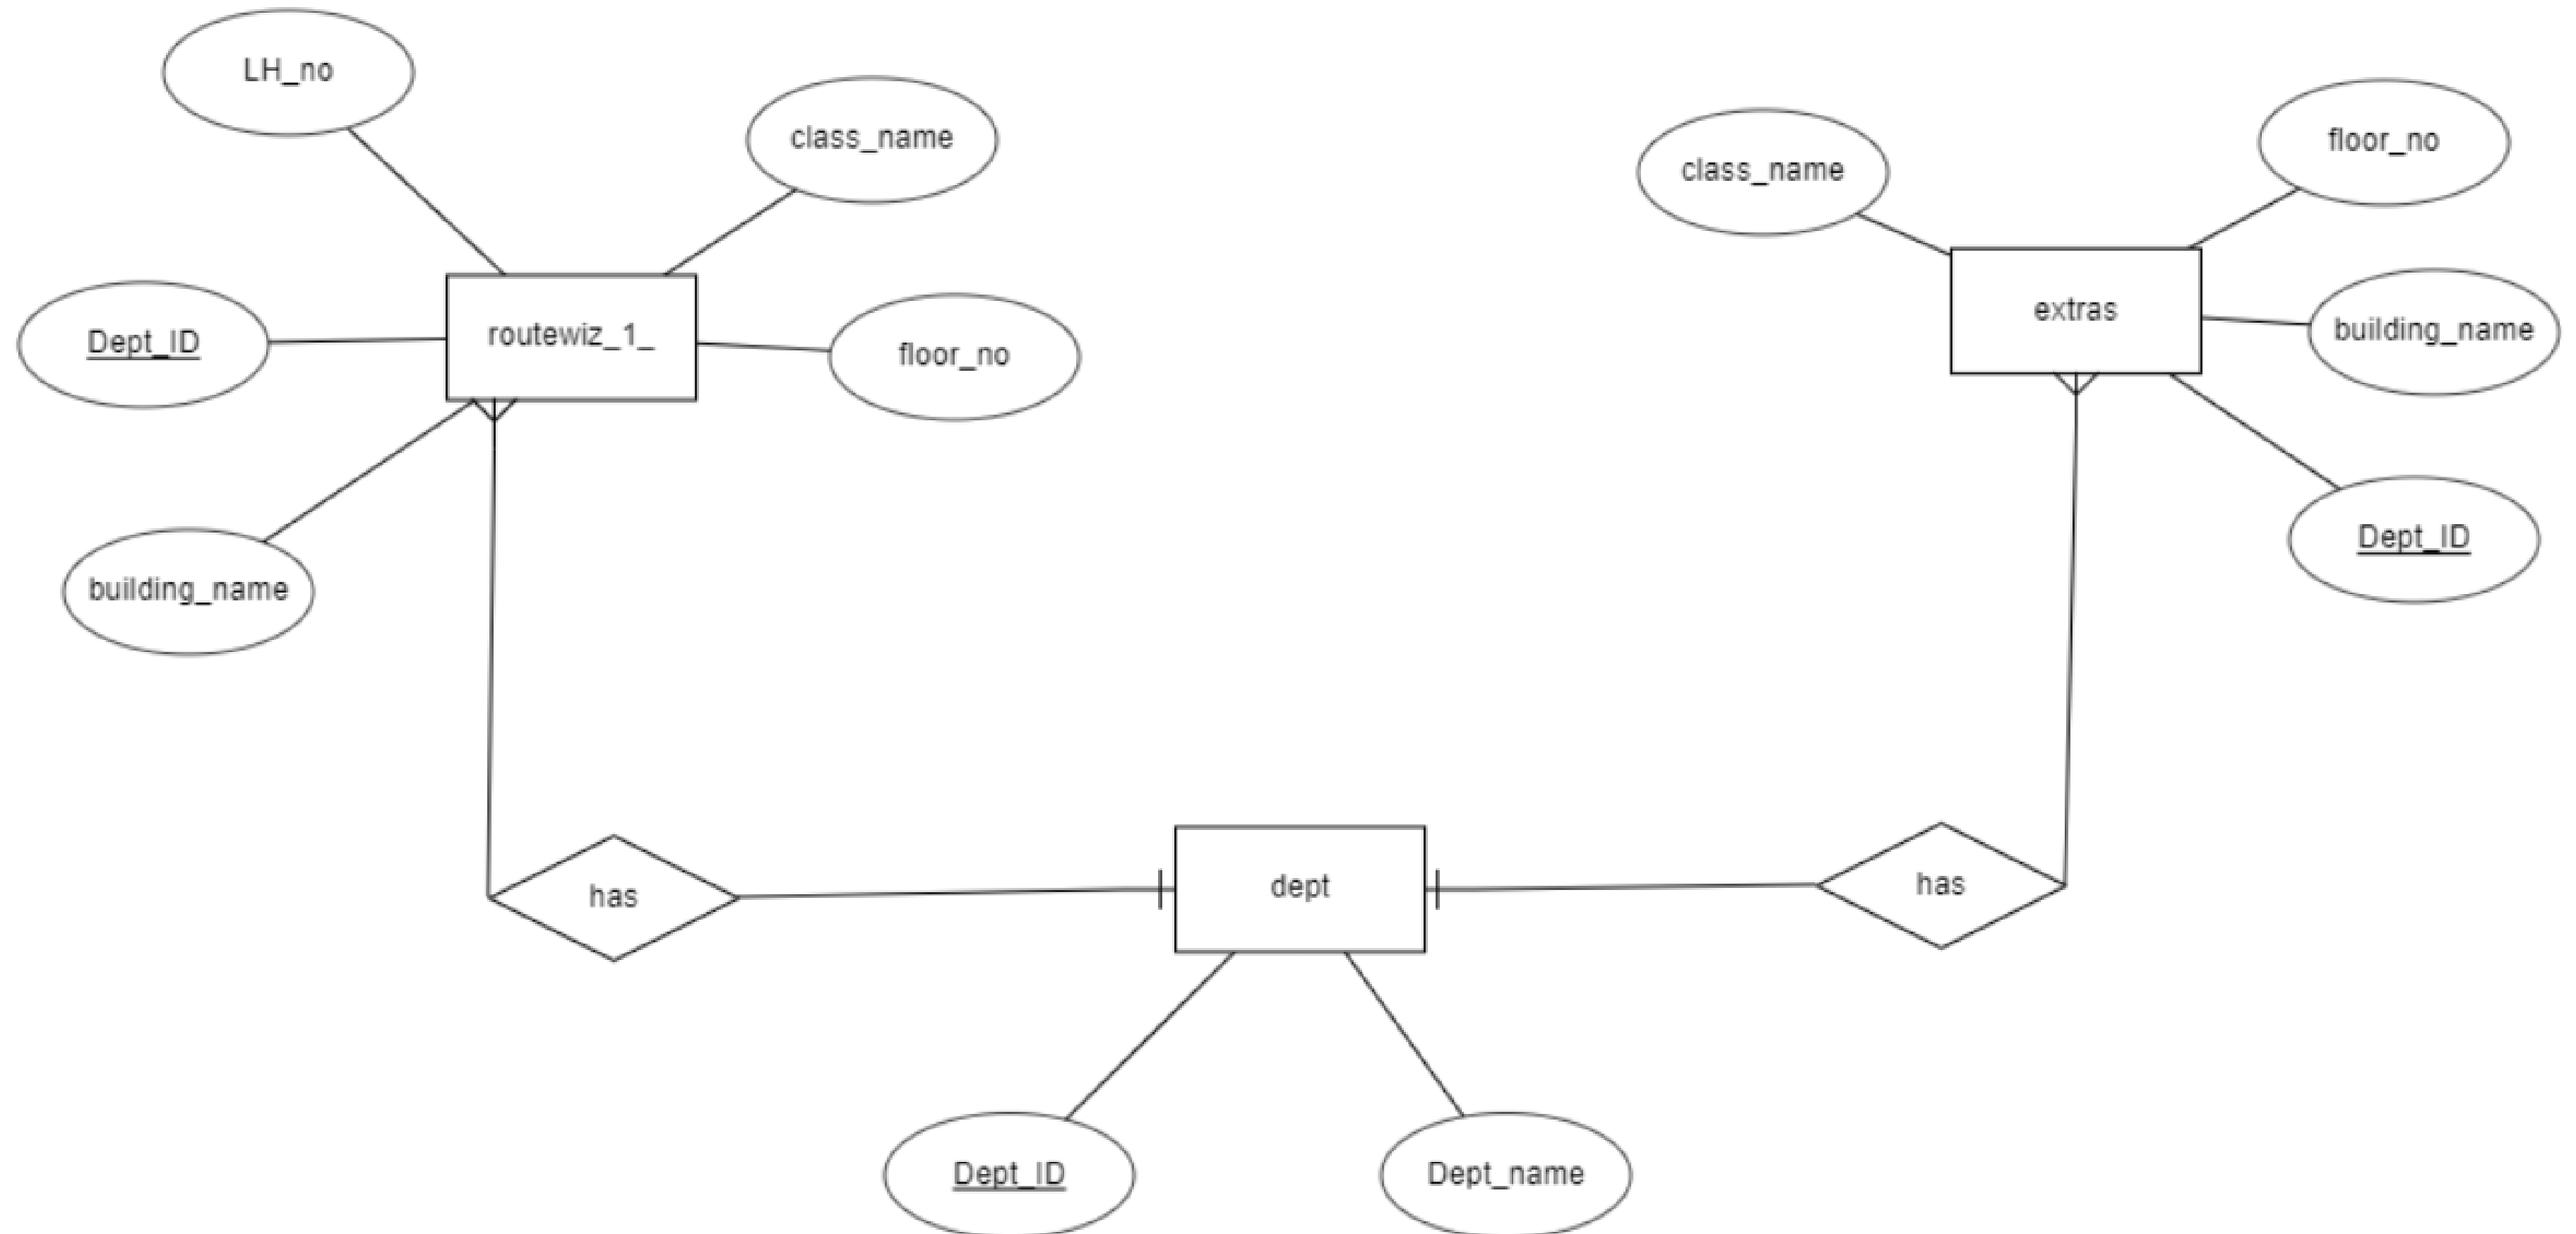 LH_no
class_name
floor_no
class_name
extras
building_name
routewiz_1_
Dept_ID
floor_no
Dept_ID
building_name
has
dept
has
Dept_ID
Dept_name